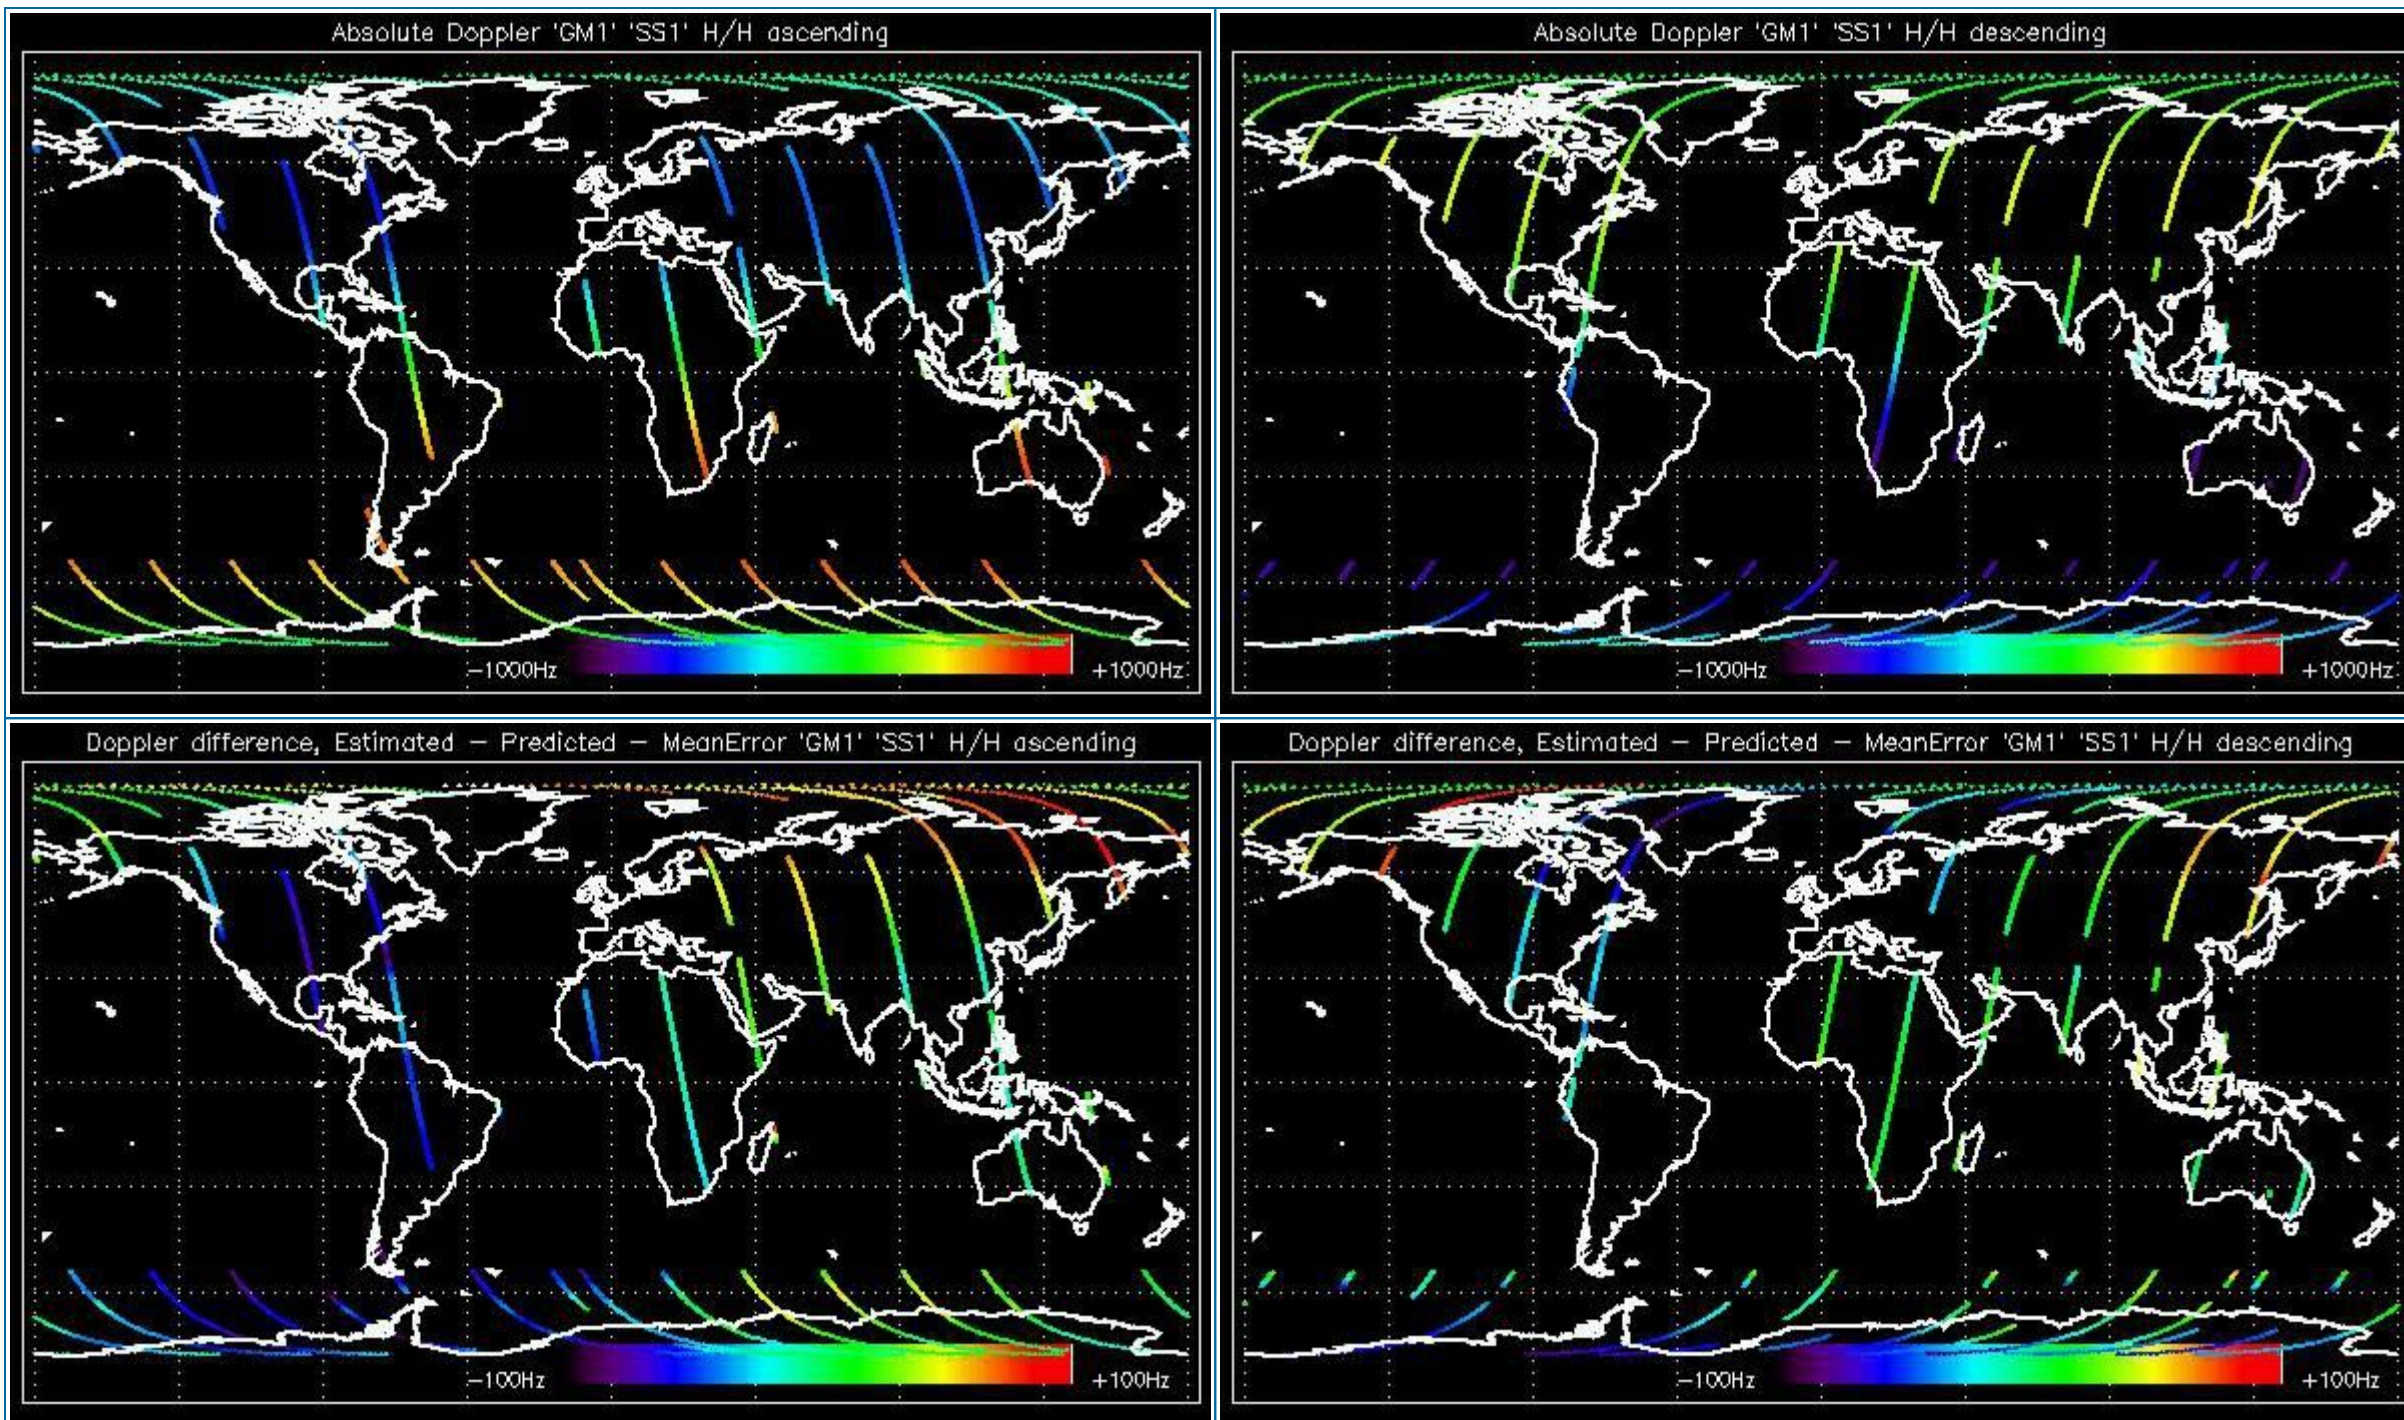 Absolute Doppler 'GM1' 'SS1' H/H ascending
−1000Hz
+1000Hz
Absolute Doppler 'GM1' 'SS1' H/H descending
−1000Hz
+1000Hz
Doppler difference, Estimated − Predicted − MeanError 'GM1' 'SS1' H/H ascending
−100Hz
+100Hz
Doppler difference, Estimated − Predicted − MeanError 'GM1' 'SS1' H/H descending
−100Hz
+100Hz